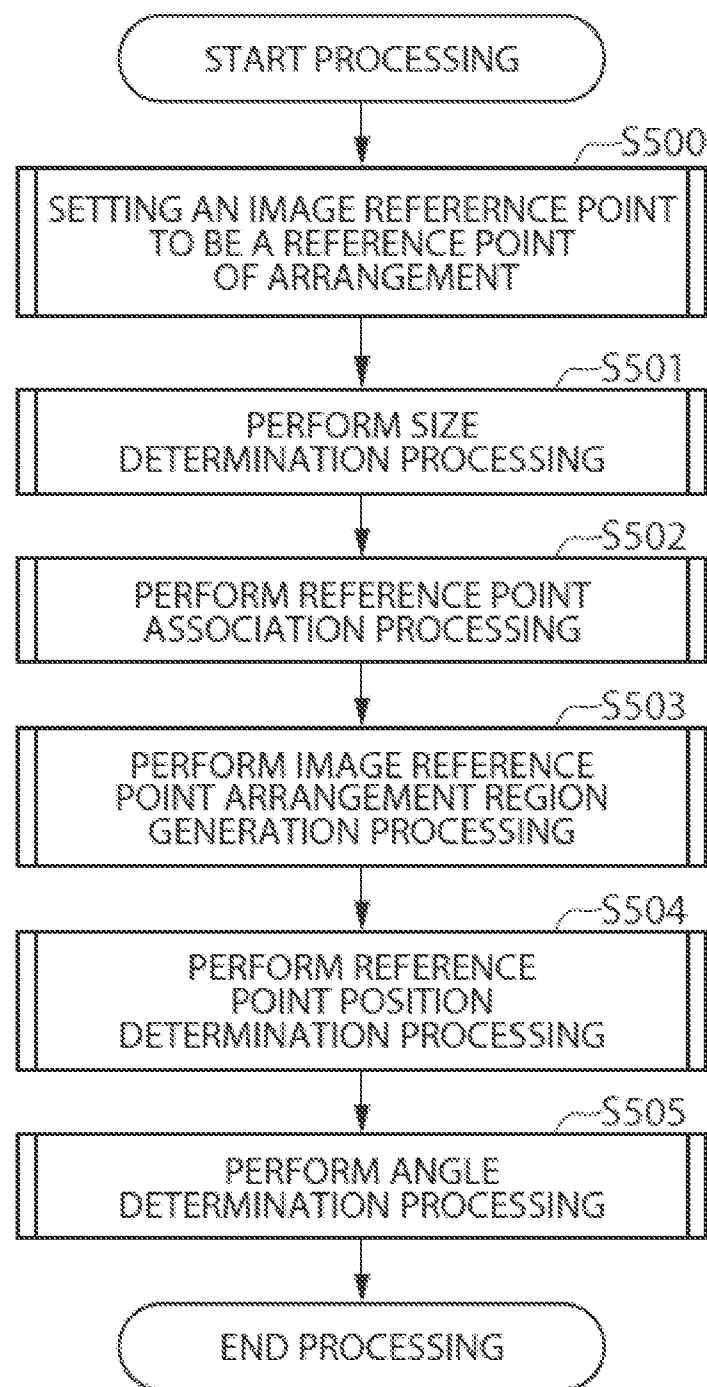 START PROCESSING
S500
SETTING AN IMAGE REFERERNCE POINT
TO BE A REFERENCE POINT
OF ARRANGEMENT
S501
PERFORM SIZE
DETERMINATION PROCESSING
S502
PERFORM REFERENCE POINT
ASSOCIATION PROCESSING
S503
PERFORM IMAGE REFERENCE
POINT ARRANGEMENT REGION
GENERATION PROCESSING
S504
PERFORM REFERENCE
POINT POSITION
DETERMINATION PROCESSING
S505
PERFORM ANGLE
DETERMINATION PROCESSING
END PROCESSING